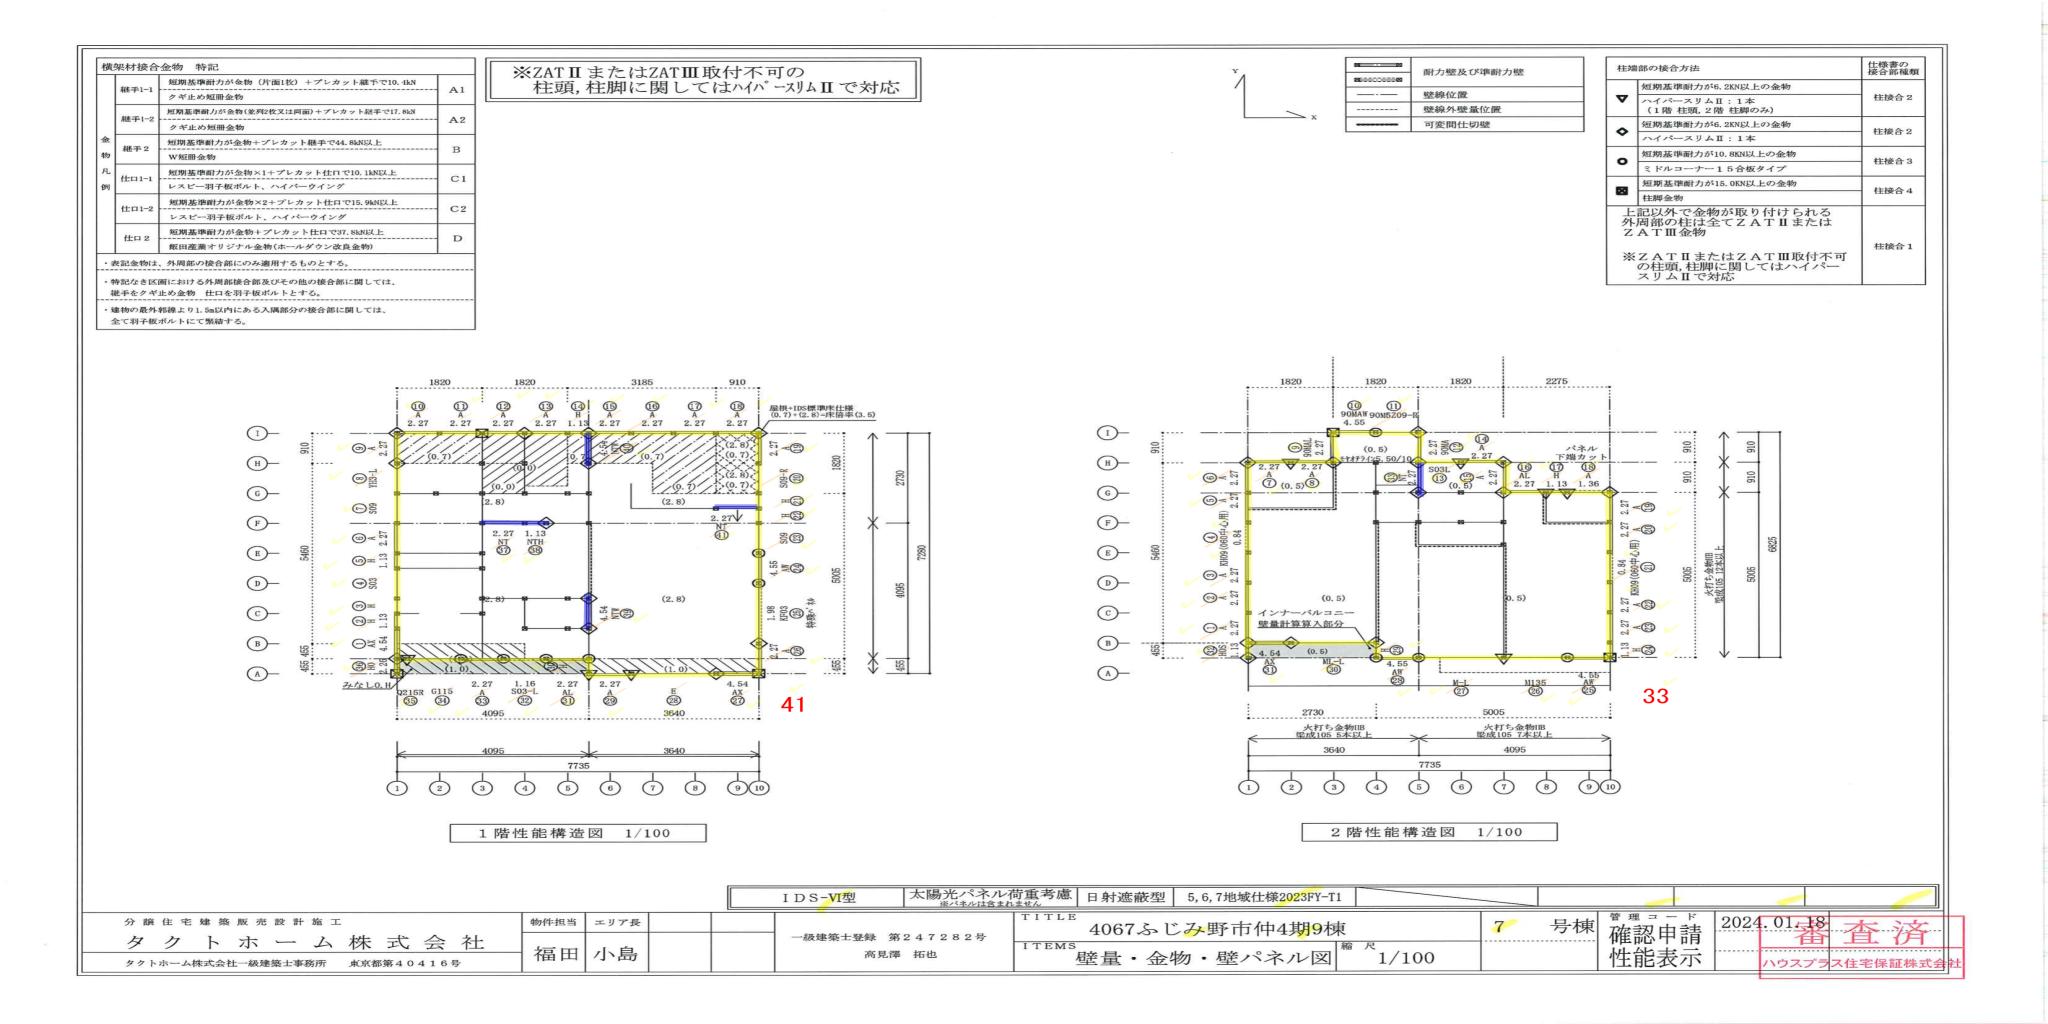 横架材接合金物 特記
金物凡例
継手1-1 短期基準耐力が金物 (片面1枚) +プレカット継手で10.4kN A1
クギ止め短冊金物
継手1-2 短期基準耐力が金物(並列2枚又は両面)+プレカット継手で17.8kN A2
クギ止め短冊金物
継手2 短期基準耐力が金物+プレカット継手で44.8kN以上 B
W短冊金物
仕口1-1 短期基準耐力が金物×1+プレカット仕口で10.1kN以上 C1
レスビー羽子板ボルト、ハイパーウイング
仕口1-2 短期基準耐力が金物×2+プレカット仕口で15.9kN以上 C2
レスビー羽子板ボルト、ハイパーウイング
仕口2 短期基準耐力が金物+プレカット仕口で37.8kN以上 D
飯田産業オリジナル金物(ホールダウン改良金物)
・表記金物は、外周部の接合部にのみ適用するものとする。
・特記なき区画における外周部接合部及びその他の接合部に関しては、
継手をクギ止め金物 仕口を羽子板ボルトとする。
・建物の最外郭線より1.5m以内にある入隅部分の接合部に関しては、
全て羽子板ボルトにて緊結する。
※ZATⅡまたはZATⅢ取付不可の
柱頭,柱脚に関してはハイパースリムⅡで対応
Y
X
耐力壁及び準耐力壁
壁線位置
壁線外壁量位置
可変間仕切壁
柱端部の接合方法 仕様書の接合部種類
短期基準耐力が6.2KN以上の金物 柱接合2
ハイパースリムⅡ:1本
(1階 柱頭,2階 柱脚のみ)
短期基準耐力が6.2KN以上の金物 柱接合2
ハイパースリムⅡ:1本
短期基準耐力が10.8KN以上の金物 柱接合3
ミドルコーナー15合板タイプ
短期基準耐力が15.0KN以上の金物 柱接合4
柱脚金物
上記以外で金物が取り付けられる
外周部の柱は全てZATⅡまたは
ZATⅢ金物 柱接合1
※ZATⅡまたはZATⅢ取付不可
の柱頭,柱脚に関してはハイパー
スリムⅡで対応
1820 1820 3185 910
⑩ ⑪ ⑫ ⑬ ⑭ ⑮ ⑯ ⑰ ⑱
A A A A H A A A A
2.27 2.27 2.27 2.27 1.13 2.27 2.27 2.27 2.27
屋根+IDS標準床仕様
(0.7)+(2.8)=床倍率(3.5)
I
H
G
F
E
D
C
B
A
910
5460
455
455
1820
5005
455
2730
4095
455
7280
(0.7) (0.0) (0.7) (0.7) (2.8)
(2.8)
(0.7)
(0.0) (2.8) (0.7) (2.8)
2.27 1.13
NT NTH
㊲ ㊳
2.27
NT
㊶
(2.8) (2.8)
(1.0) (1.0)
みなし0.H
Q215R G115 A S03-L AL A E AX
㉟ ㉞ ㉝ ㉜ ㉛ ㉙ ㉘ ㉗
2.27 1.16 2.27 2.27 4.54
4095 3640
41
4095 3640
7735
1 2 3 4 5 6 7 8 9 10
1階性能構造図 1/100
1820 1820 1820 2275
⑩ ⑪
90MAW 90M5Z09-R
4.55
パネル
下端カット
I
H
G
F
E
D
C
B
A
910
5460
455
910
910
5005
910
910
5005
6825
火打ち金物HB
梁成105 12本以上
2.27 2.27
A A
⑦ ⑧
(0.5) (0.5) (0.5)
S03L
⑬
⑯ ⑰ ⑱
AL H A
2.27 1.13 1.36
KH09(060中心用)
0.84
インナーバルコニー
壁量計算算入部分
(0.5)
4.54 (0.5)
AX ML-L
㉛ ㉚
4.55
AW
㉘
M-L M135 AW
㉗ ㉖ ㉕
4.55
33
2730 5005
火打ち金物HB 火打ち金物HB
梁成105 5本以上 梁成105 7本以上
3640 4095
7735
1 2 3 4 5 6 7 8 9 10
2階性能構造図 1/100
IDS-Ⅵ型 太陽光パネル荷重考慮 日射遮蔽型 5,6,7地域仕様2023FY-T1
※パネルは含まれません
分譲住宅建築販売設計施工
タクトホーム株式会社
タクトホーム株式会社一級建築士事務所 東京都第40416号
物件担当 エリア長
福田 小島
一級建築士登録 第247282号
高見澤 拓也
TITLE
4067ふじみ野市仲4期9棟
7 号棟
ITEMS
壁量・金物・壁パネル図
縮尺
1/100
管理コード
確認申請
性能表示
2024.01.18
審査済
ハウスプラス住宅保証株式会社